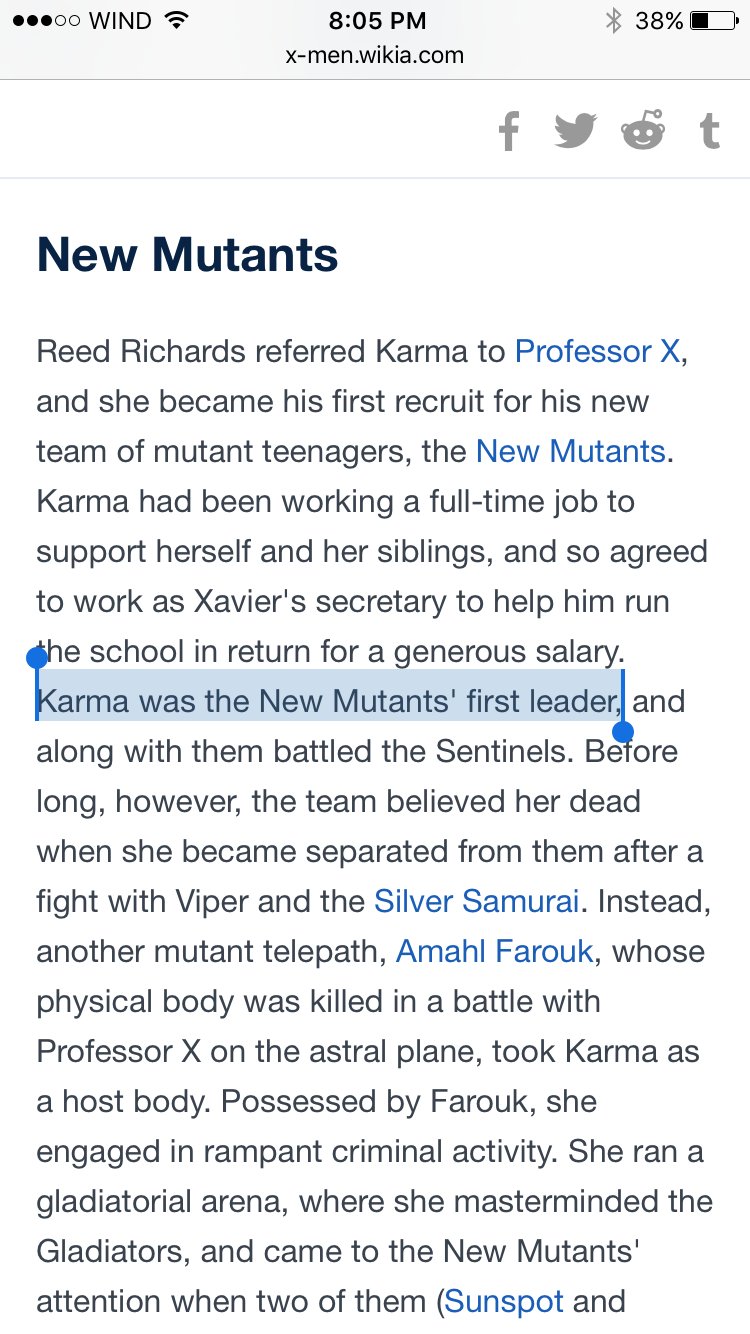 WIND 8:05 PM 38%
x-men.wikia.com
New Mutants
Reed Richards referred Karma to Professor X,
and she became his first recruit for his new
team of mutant teenagers, the New Mutants.
Karma had been working a full-time job to
support herself and her siblings, and so agreed
to work as Xavier's secretary to help him run
the school in return for a generous salary.
Karma was the New Mutants' first leader, and
along with them battled the Sentinels. Before
long, however, the team believed her dead
when she became separated from them after a
fight with Viper and the Silver Samurai. Instead,
another mutant telepath, Amahl Farouk, whose
physical body was killed in a battle with
Professor X on the astral plane, took Karma as
a host body. Possessed by Farouk, she
engaged in rampant criminal activity. She ran a
gladiatorial arena, where she masterminded the
Gladiators, and came to the New Mutants'
attention when two of them (Sunspot and